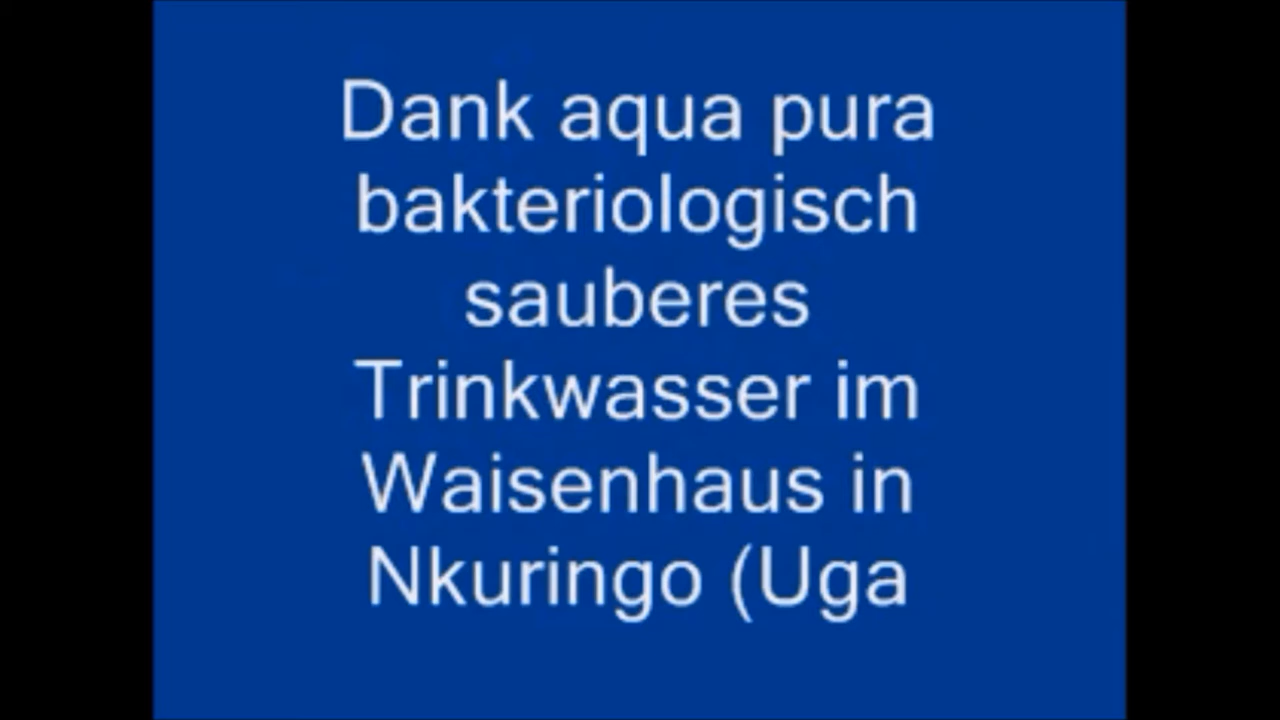 Dank aqua pura
bakteriologisch
sauberes
Trinkwasser im
Waisenhaus in
Nkuringo (Uga